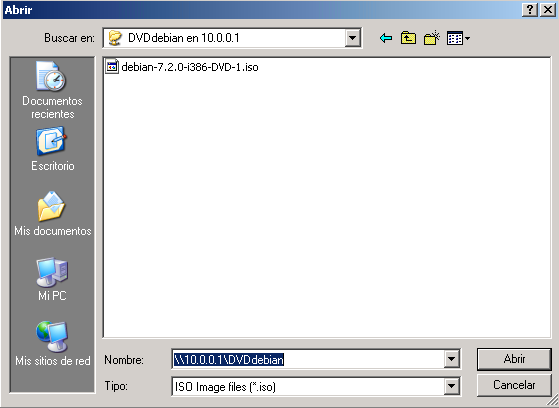 Abrir
Buscar en: DVDdebian en 10.0.0.1
debian-7.2.0-i386-DVD-1.iso
Documentos
recientes
Escritorio
Mis documentos
Mi PC
Mis sitios de red
Nombre: \\10.0.0.1\DVDdebian Abrir
Tipo: ISO Image files (*.iso) Cancelar